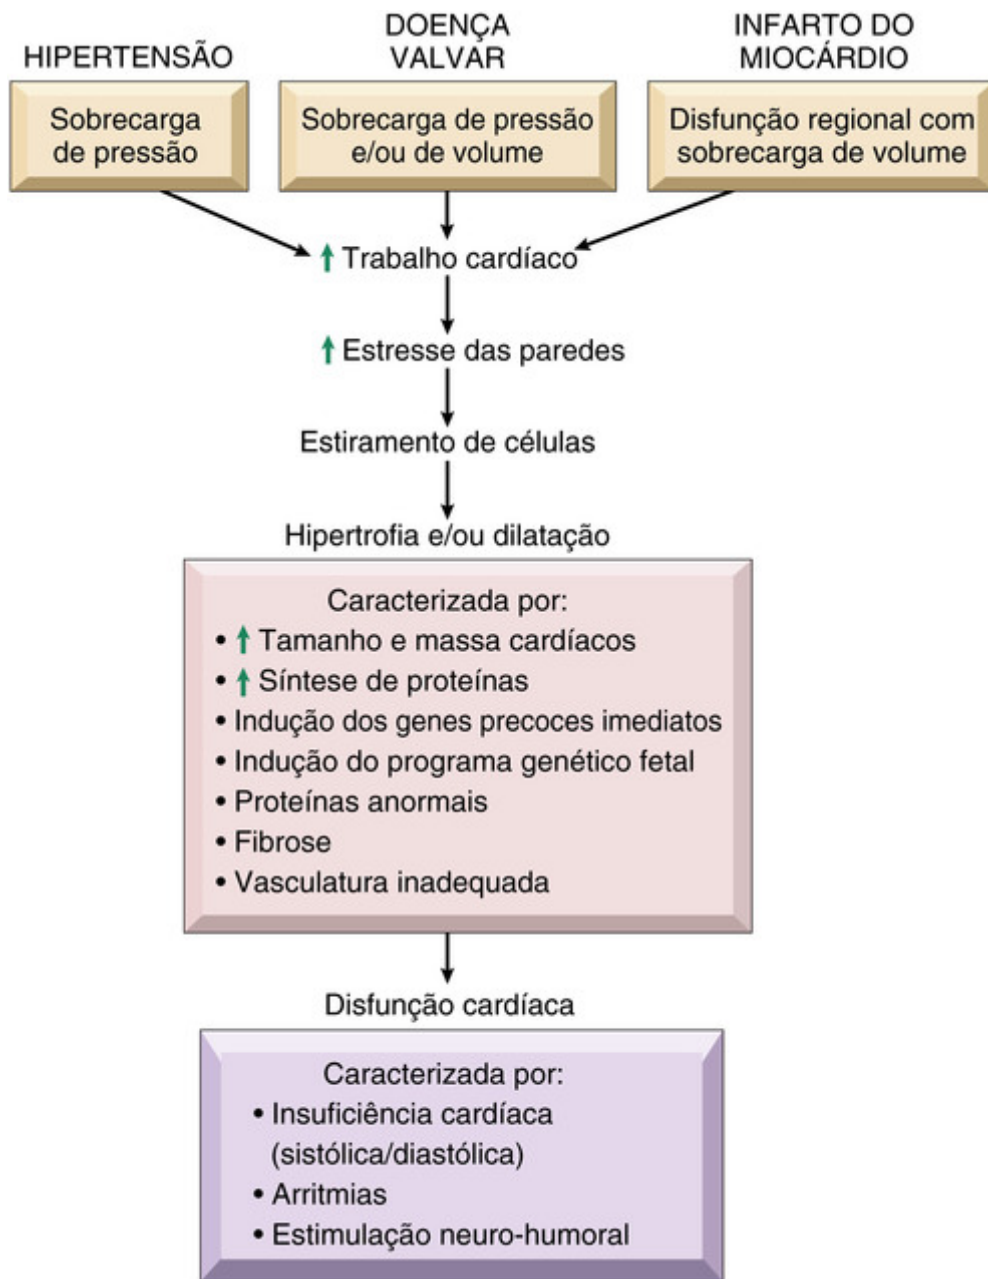 HIPERTENSÃO
Sobrecarga
de pressão
DOENÇA
VALVAR
Sobrecarga de pressão
e/ou de volume
INFARTO DO
MIOCÁRDIO
Disfunção regional com
sobrecarga de volume
↑ Trabalho cardíaco
↑ Estresse das paredes
Estiramento de células
Hipertrofia e/ou dilatação
Caracterizada por:
• ↑ Tamanho e massa cardíacos
• ↑ Síntese de proteínas
• Indução dos genes precoces imediatos
• Indução do programa genético fetal
• Proteínas anormais
• Fibrose
• Vasculatura inadequada
Disfunção cardíaca
Caracterizada por:
• Insuficiência cardíaca
(sistólica/diastólica)
• Arritmias
• Estimulação neuro-humoral